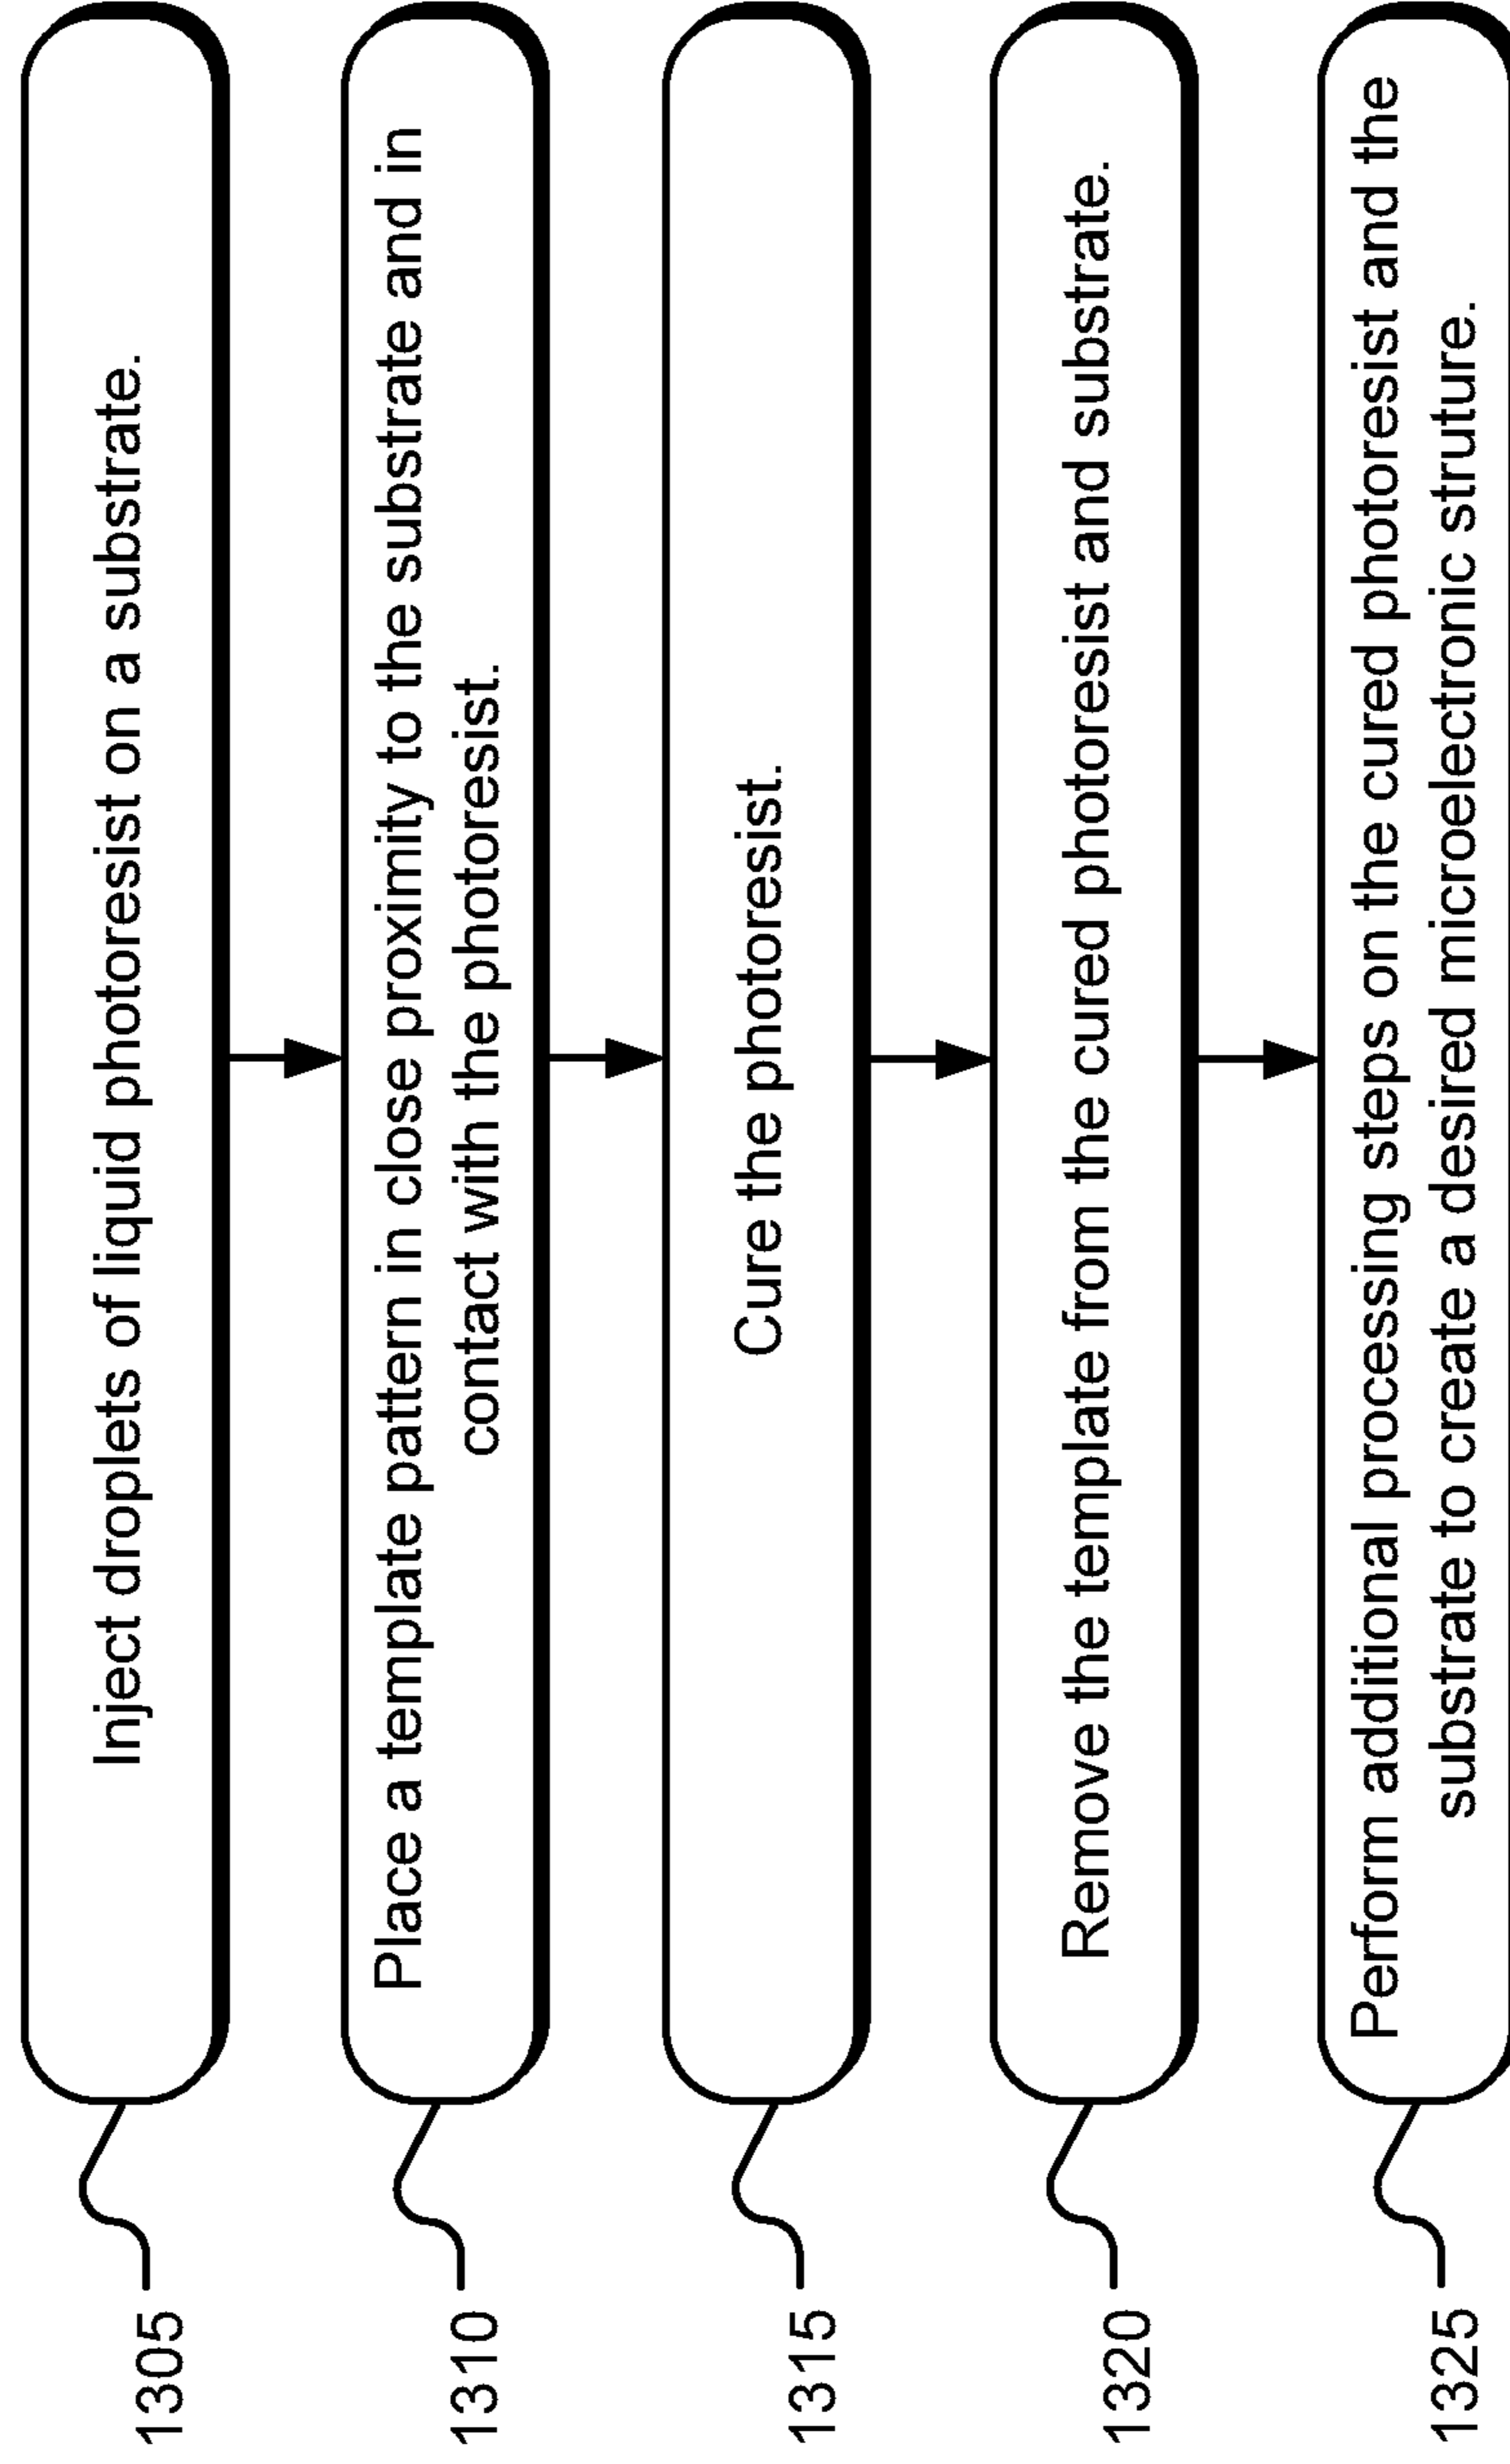 1305
Inject droplets of liquid photoresist on a substrate.
1310
Place a template pattern in close proximity to the substrate and in
contact with the photoresist.
1315
Cure the photoresist.
1320
Remove the template from the cured photoresist and substrate.
1325
Perform additional processing steps on the cured photoresist and the
substrate to create a desired microelectronic struture.